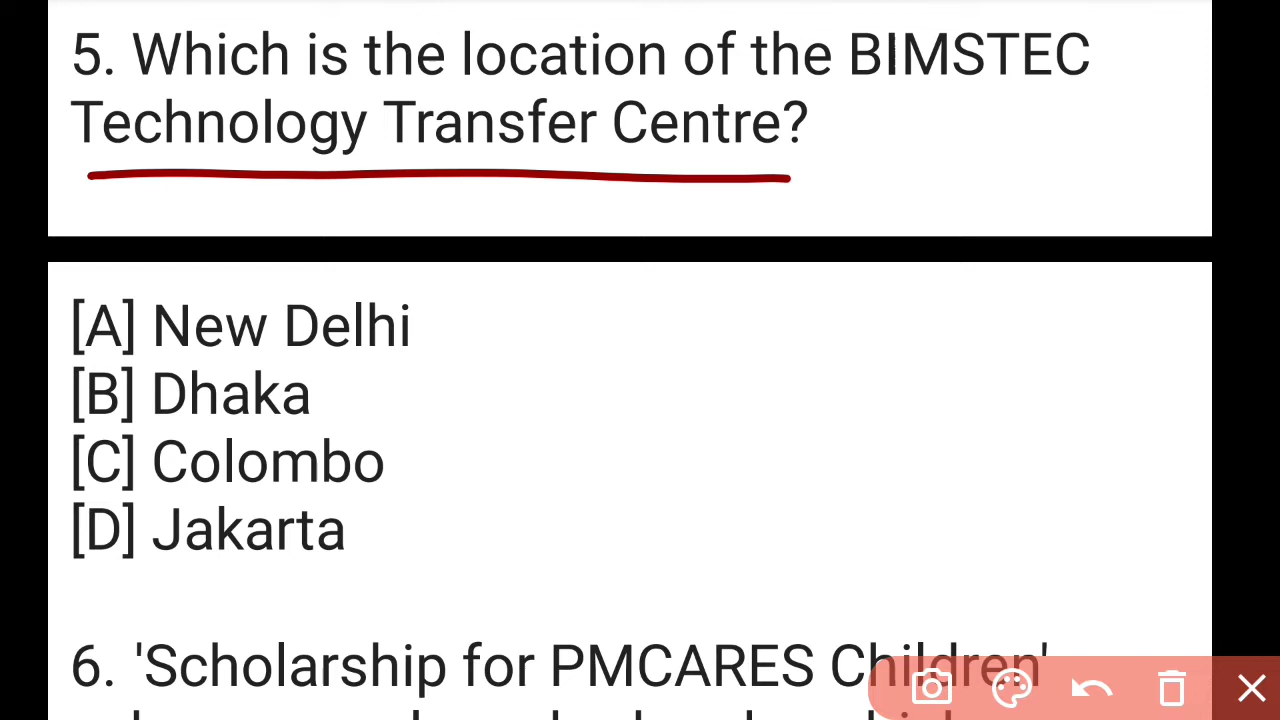 5. Which is the location of the BIMSTEC
Technology Transfer Centre?
[A] New Delhi
[B] Dhaka
[C] Colombo
[D] Jakarta
6. 'Scholarship for PMCARES Children'